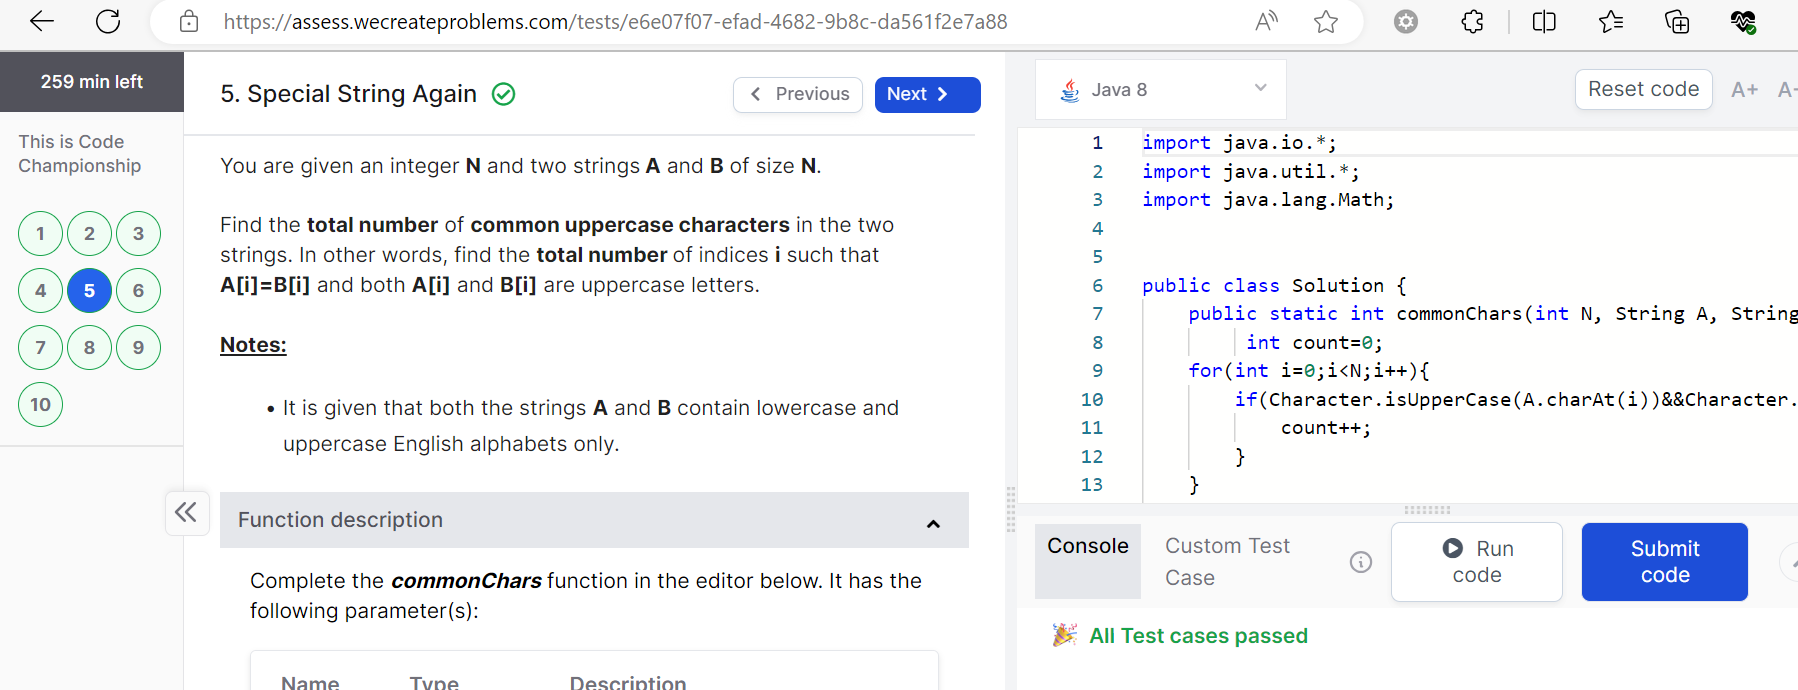 https://assess.wecreateproblems.com/tests/e6e07f07-efad-4682-9b8c-da561f2e7a88
259 min left
This is Code
Championship
1 2 3
4 5 6
7 8 9
10
5. Special String Again
Previous
Next
You are given an integer N and two strings A and B of size N.
Find the total number of common uppercase characters in the two
strings. In other words, find the total number of indices i such that
A[i]=B[i] and both A[i] and B[i] are uppercase letters.
Notes:
• It is given that both the strings A and B contain lowercase and
uppercase English alphabets only.
Function description
Complete the commonChars function in the editor below. It has the
following parameter(s):
Name Type Description
Java 8
Reset code
A+ A-
1 import java.io.*;
2 import java.util.*;
3 import java.lang.Math;
4
5
6 public class Solution {
7 public static int commonChars(int N, String A, String
8 int count=0;
9 for(int i=0;i<N;i++){
10 if(Character.isUpperCase(A.charAt(i))&&Character.
11 count++;
12 }
13 }
Console
Custom Test
Case
Run
code
Submit
code
All Test cases passed